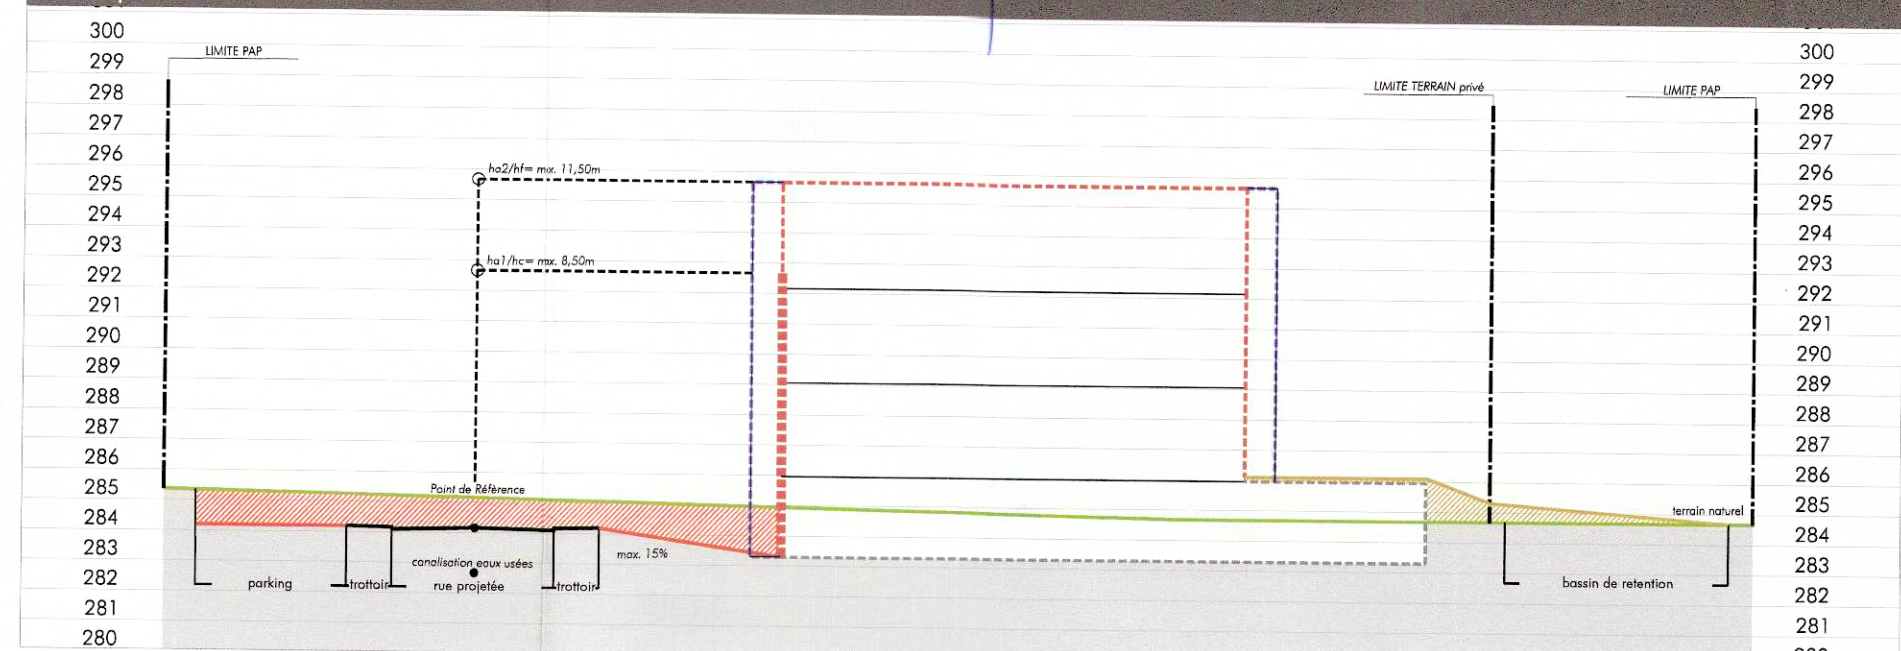 300
299
298
297
296
295
294
293
292
291
290
289
288
287
286
285
284
283
282
281
280
LIMITE PAP
ha2/hf= max. 11,50m
ha1/hc= max. 8,50m
Point de Référence
canalisation eaux usées
parking
trottoir
rue projetée
trottoir
max. 15%
LIMITE TERRAIN privé
LIMITE PAP
terrain naturel
bassin de retention
300
299
298
297
296
295
294
293
292
291
290
289
288
287
286
285
284
283
282
281